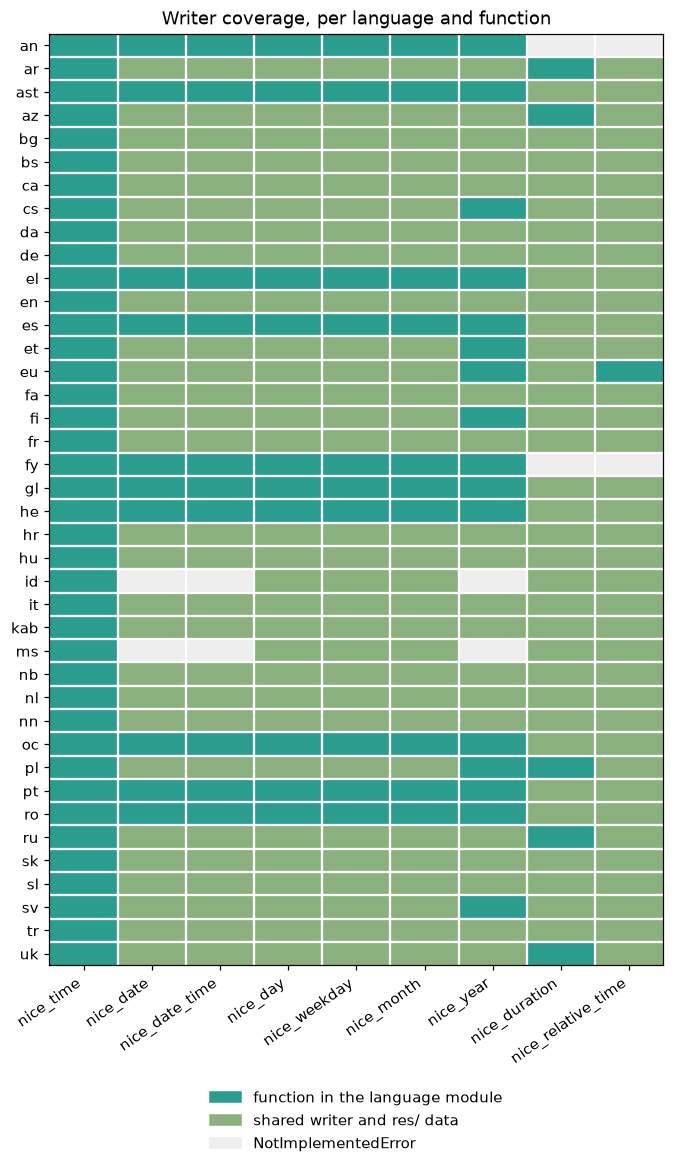 Writer coverage, per language and function
an
ar
ast
az
bg
bs
ca
cs
da
de
el
en
es
et
eu
fa
fi
fr
fy
gl
he
hr
hu
id
it
kab
ms
nb
nl
nn
oc
pl
pt
ro
ru
sk
sl
sv
tr
uk
nice_time
nice_date
nice_date_time
nice_day
nice_weekday
nice_month
nice_year
nice_duration
nice_relative_time
function in the language module
shared writer and res/ data
NotImplementedError